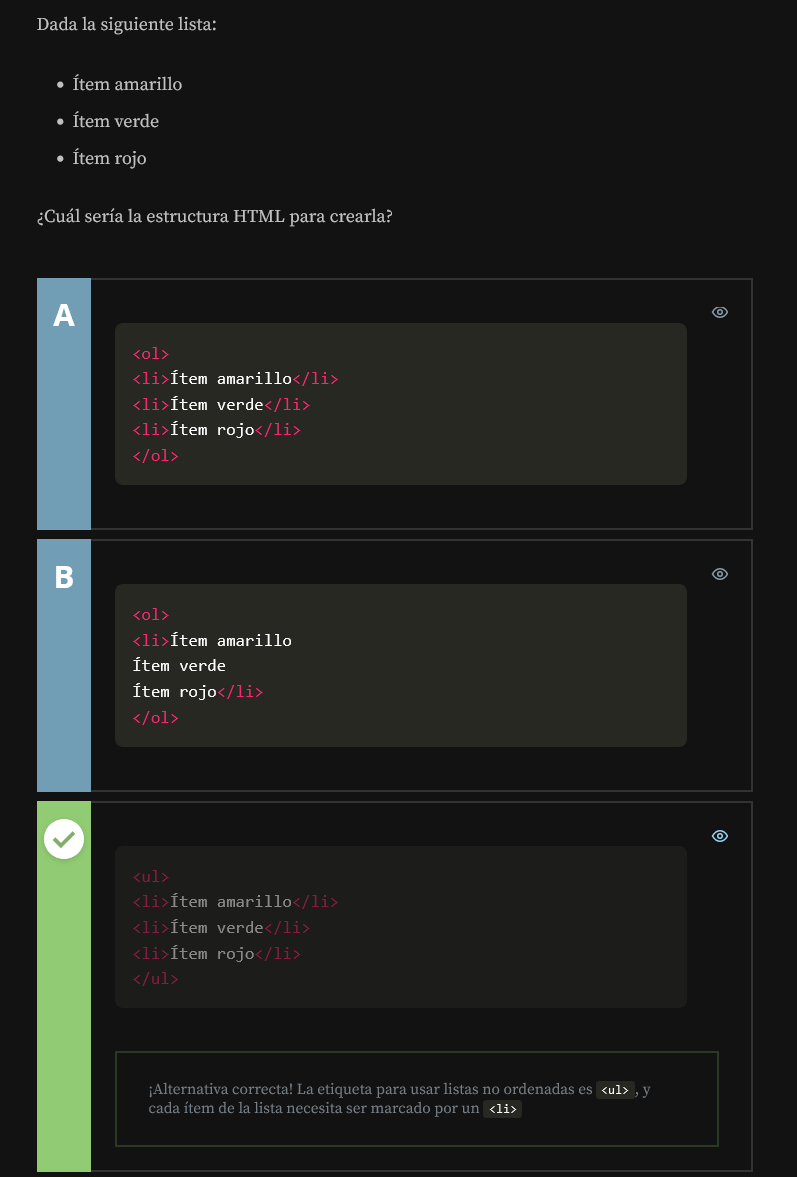 Dada la siguiente lista:
• Ítem amarillo
• Ítem verde
• Ítem rojo
¿Cuál sería la estructura HTML para crearla?
A
<ol>
<li>Ítem amarillo</li>
<li>Ítem verde</li>
<li>Ítem rojo</li>
</ol>
B
<ol>
<li>Ítem amarillo
Ítem verde
Ítem rojo</li>
</ol>
<ul>
<li>Ítem amarillo</li>
<li>Ítem verde</li>
<li>Ítem rojo</li>
</ul>
¡Alternativa correcta! La etiqueta para usar listas no ordenadas es <ul>, y
cada ítem de la lista necesita ser marcado por un <li>